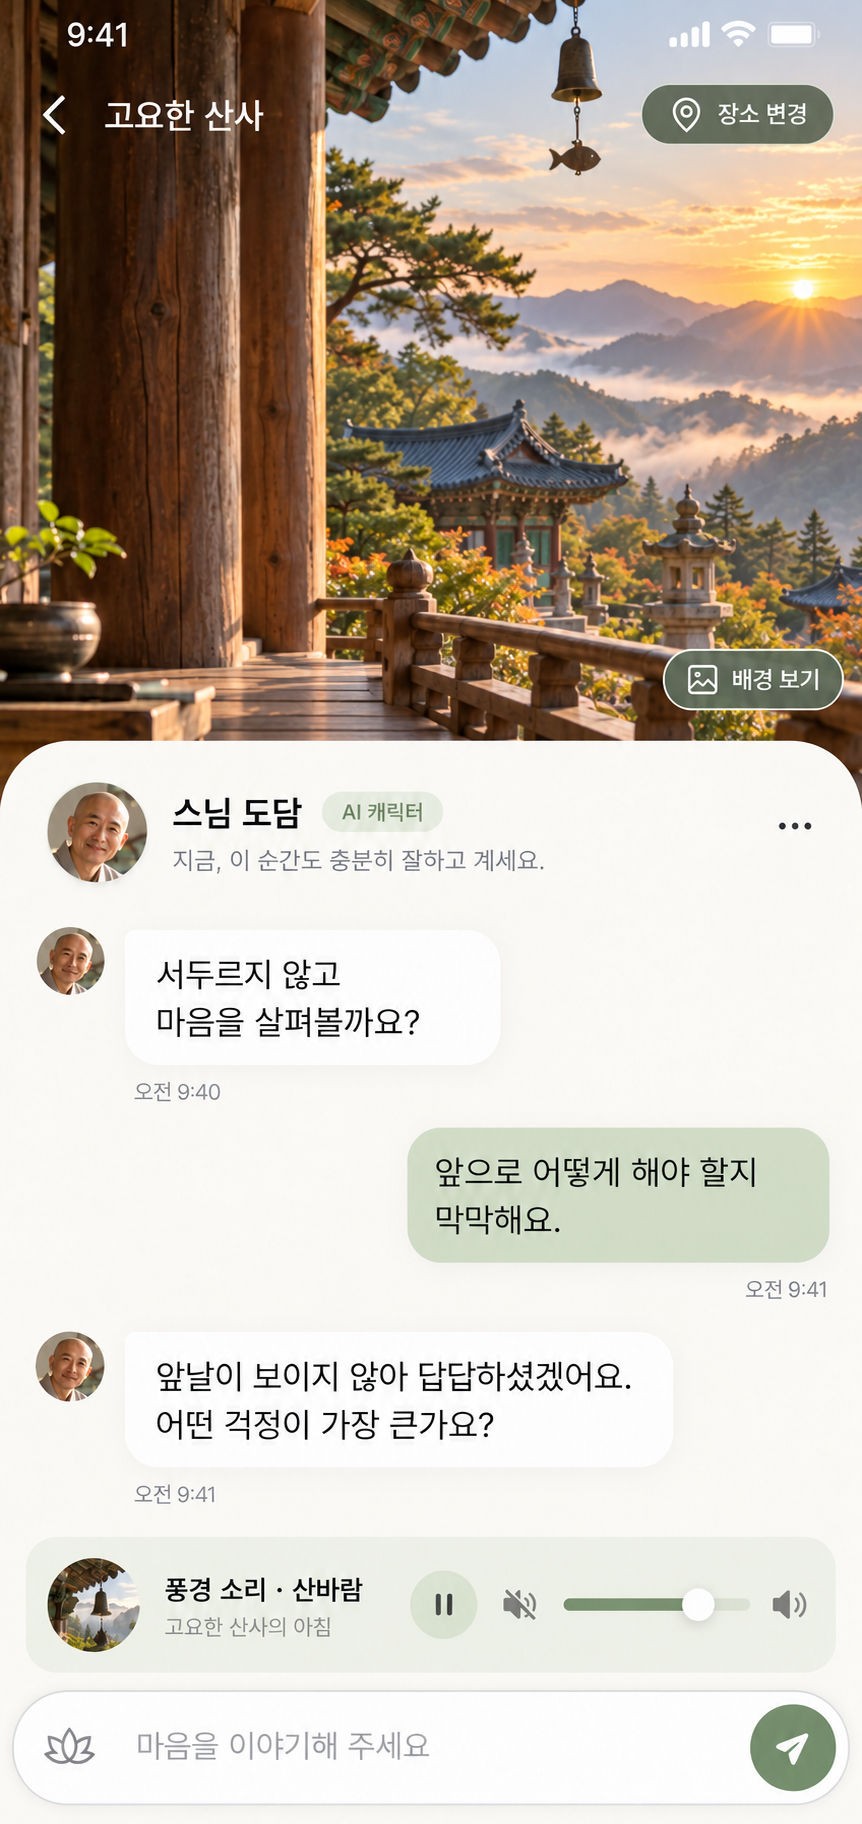 9:41
고요한 산사
장소 변경
배경 보기
스님 도담
AI 캐릭터
지금, 이 순간도 충분히 잘하고 계세요.
서두르지 않고
마음을 살펴볼까요?
오전 9:40
앞으로 어떻게 해야 할지
막막해요.
오전 9:41
앞날이 보이지 않아 답답하셨겠어요.
어떤 걱정이 가장 큰가요?
오전 9:41
풍경 소리 · 산바람
고요한 산사의 아침
마음을 이야기해 주세요